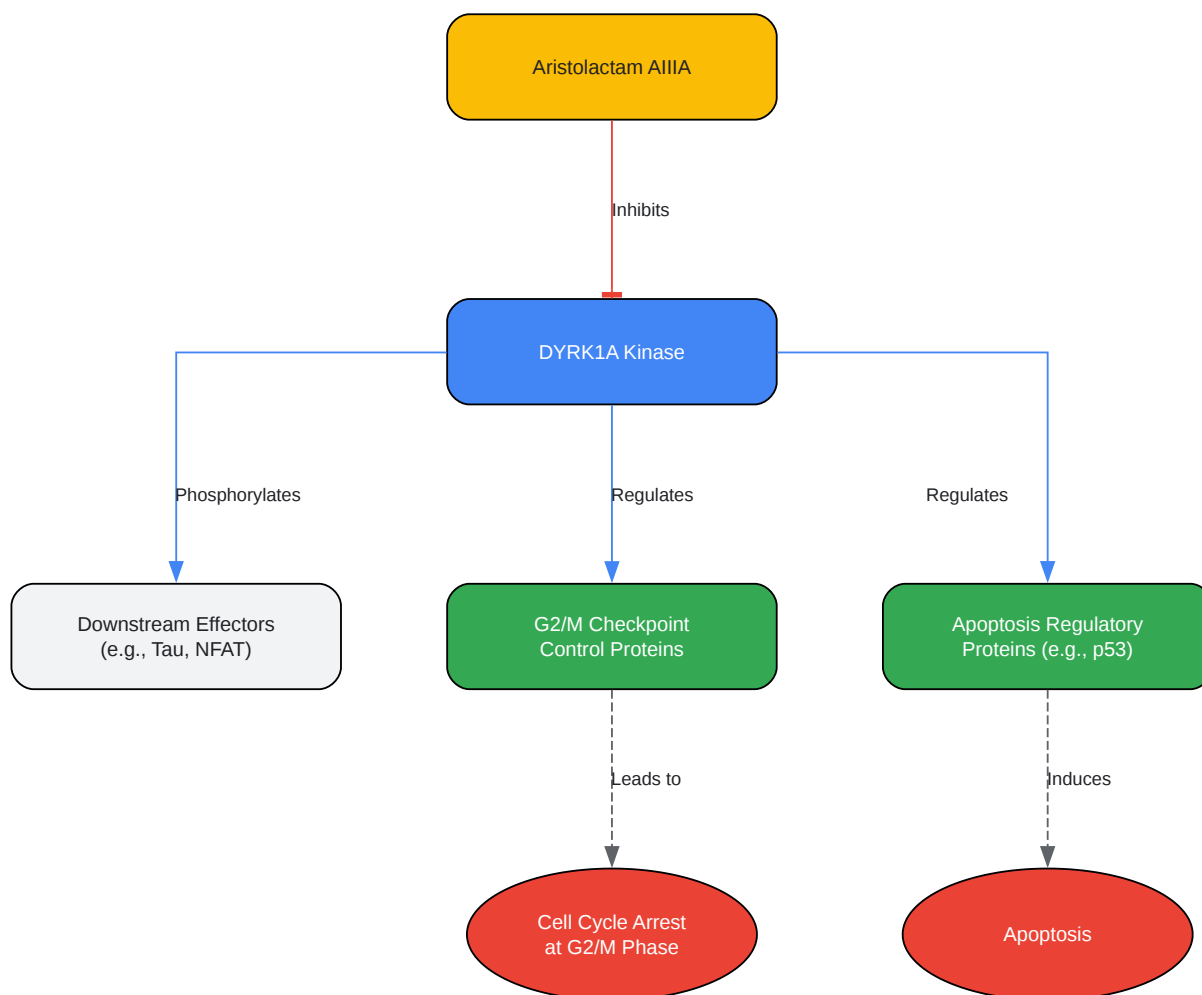 Aristolactam AIIIA
Inhibits
DYRK1A Kinase
Phosphorylates
Regulates
Regulates
Downstream Effectors
(e.g., Tau, NFAT)
G2/M Checkpoint
Control Proteins
Apoptosis Regulatory
Proteins (e.g., p53)
Leads to
Induces
Cell Cycle Arrest
at G2/M Phase
Apoptosis